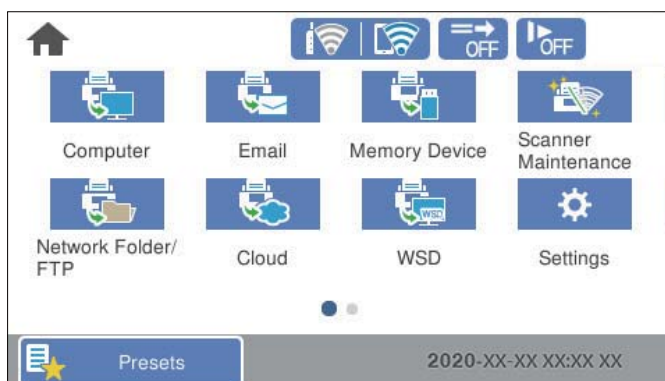 OFF
OFF
Computer
Email
Memory Device
Scanner
Maintenance
WSD
Network Folder/
FTP
Cloud
WSD
Settings
Presets
2020-XX-XX XX:XX XX